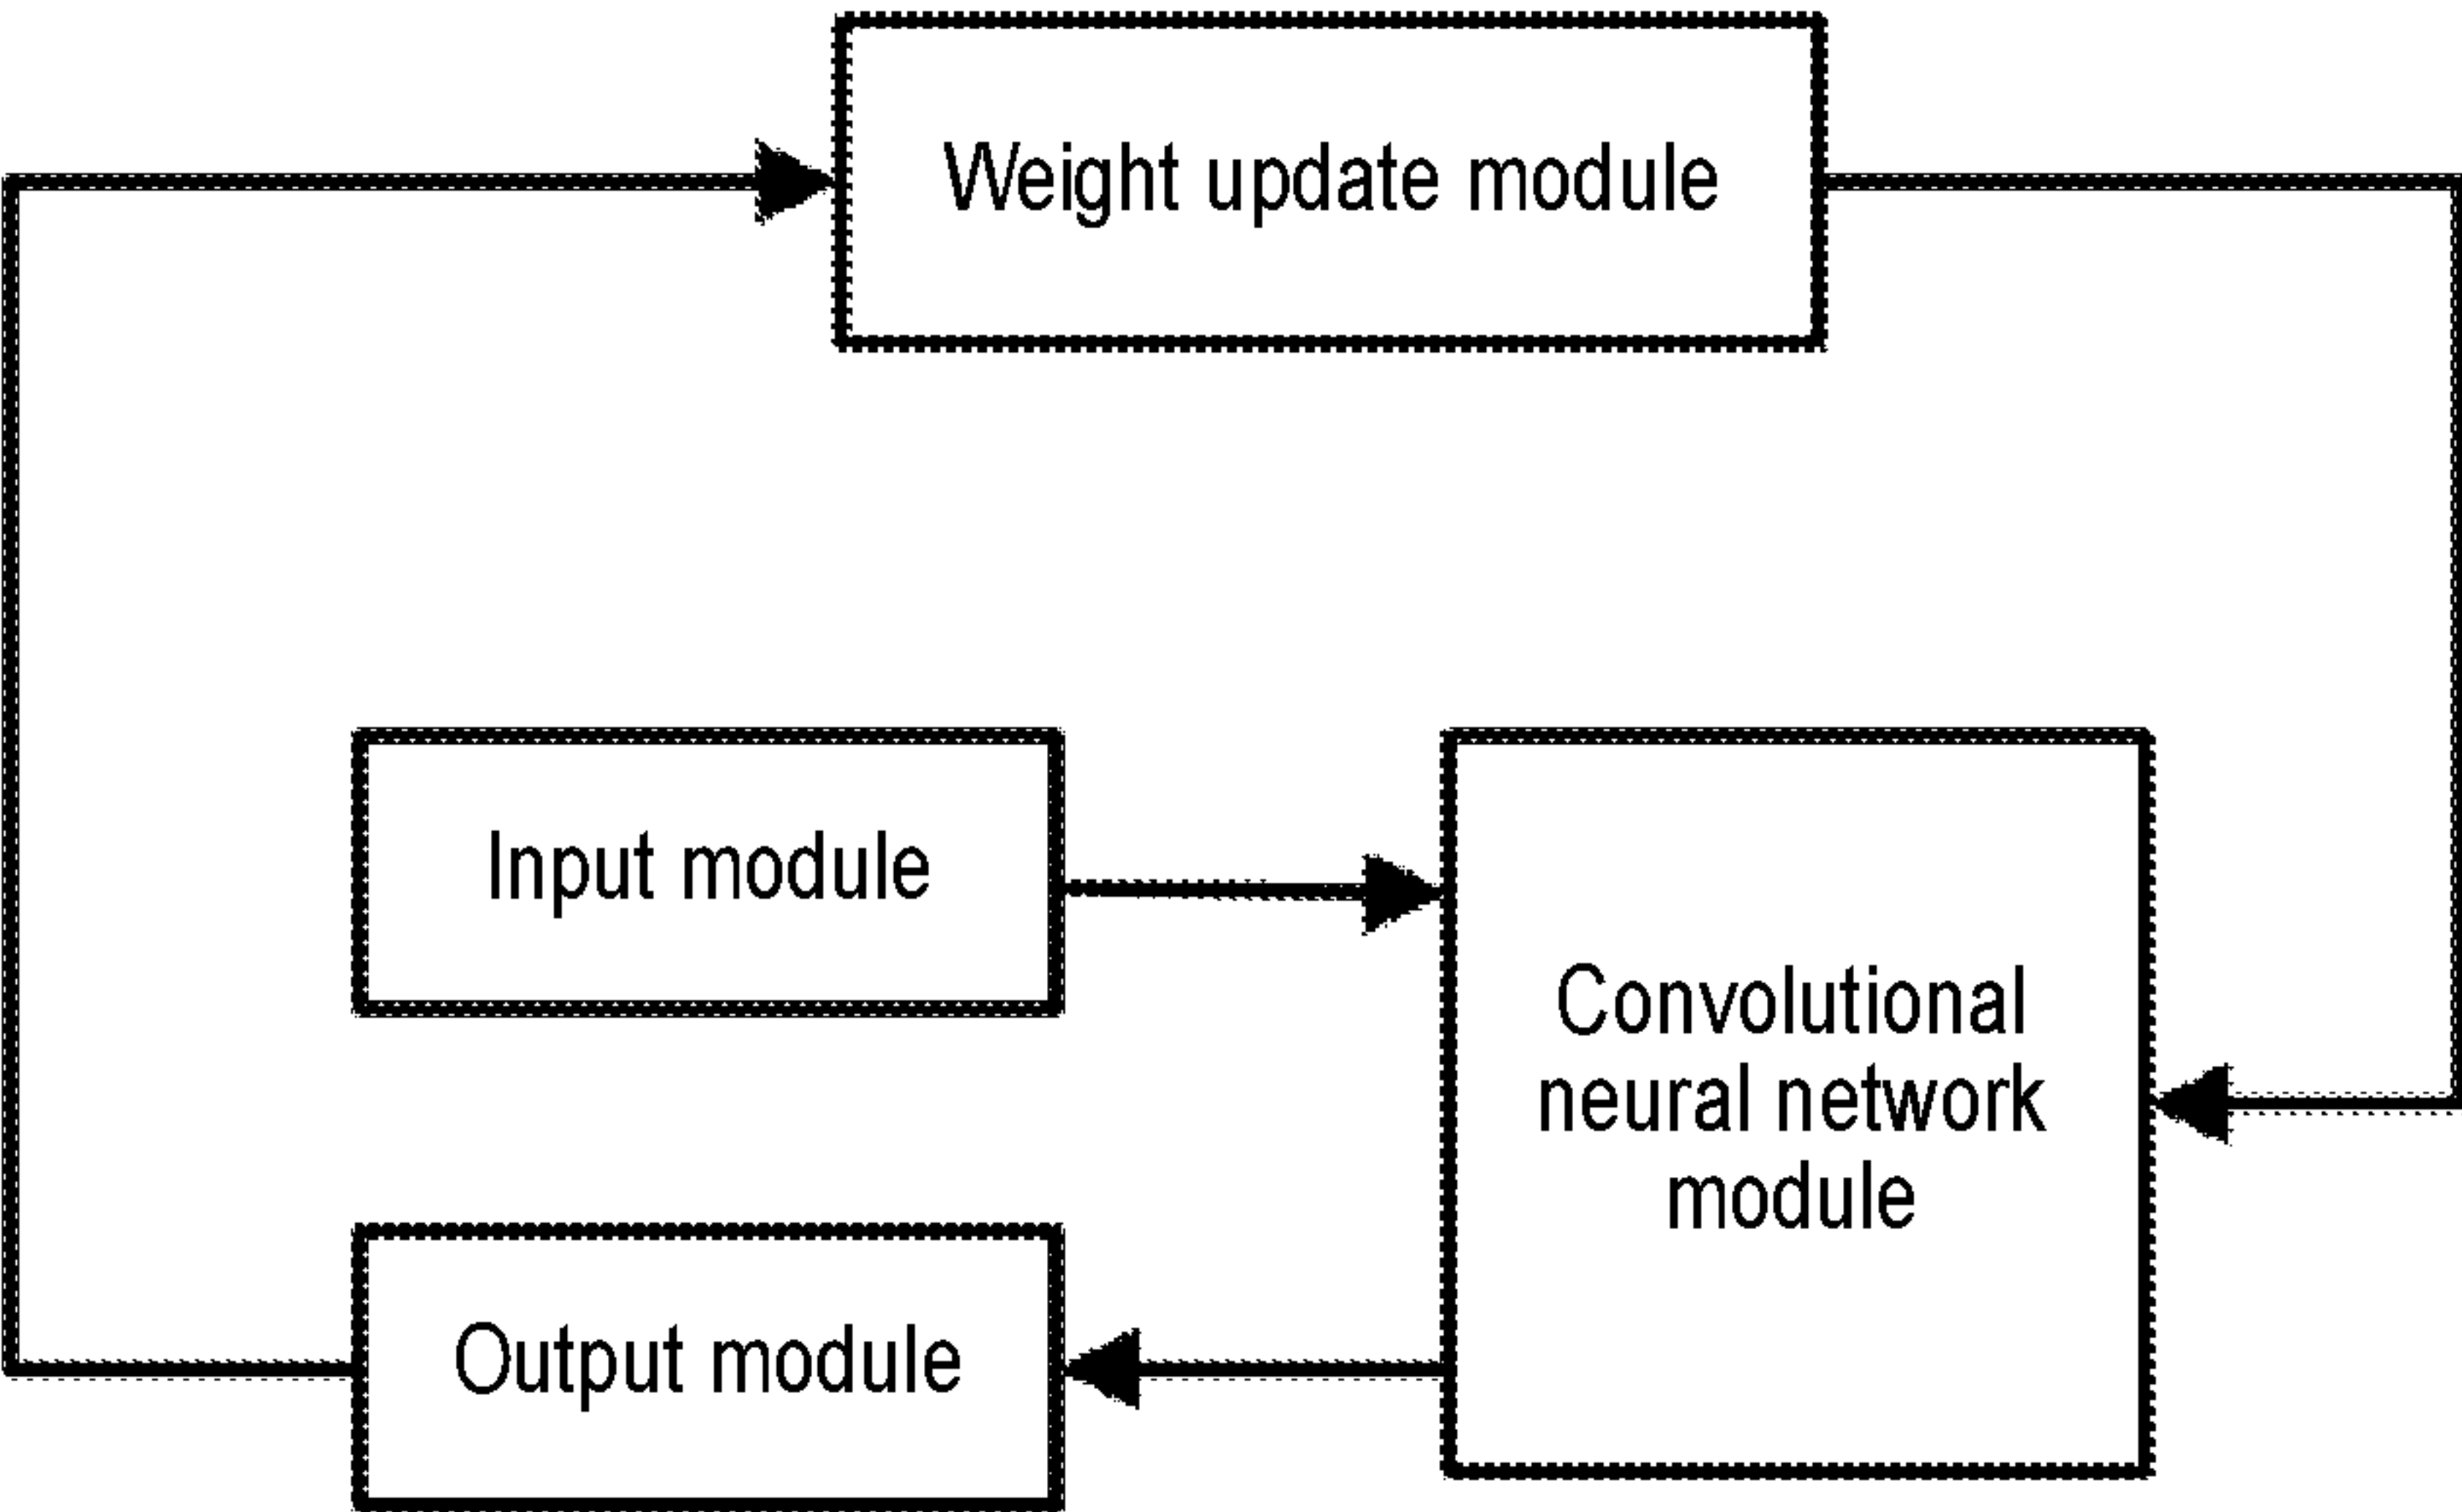 Weight update module
Input module
Convolutional
neural network
module
Output module